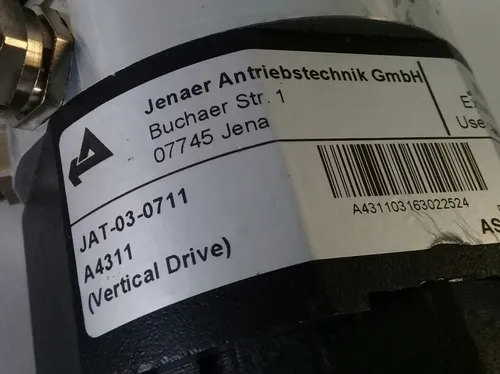 Jenaer Antriebstechnik GmbH
Buchaer Str. 1
07745 Jena
JAT-03-0711
A4311
(Vertical Drive)
A431103163022524